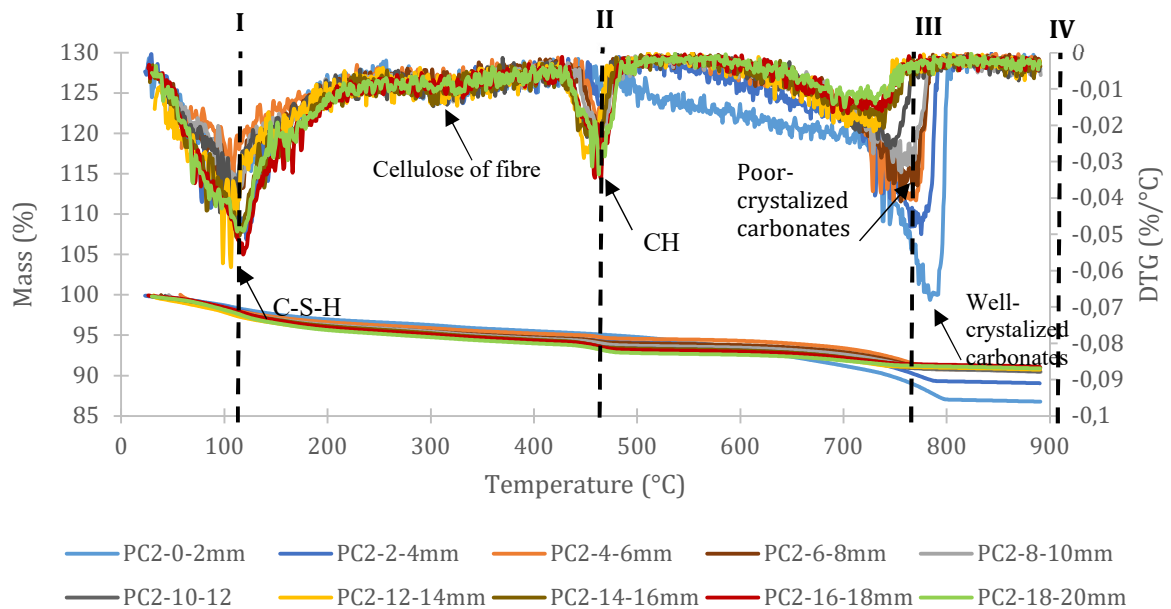 I II III IV
130 0
125 -0,01
120 -0,02
115 -0,03
110 -0,04
105 -0,05
100 -0,06
95 -0,07
90 -0,08
85 -0,09
-0,1
Mass (%)
DTG (%/°C)
Cellulose of fibre
CH
Poor-
crystalized
carbonates
C-S-H
Well-
crystalized
carbonates
0 100 200 300 400 500 600 700 800 900
Temperature (°C)
PC2-0-2mm PC2-2-4mm PC2-4-6mm PC2-6-8mm PC2-8-10mm
PC2-10-12 PC2-12-14mm PC2-14-16mm PC2-16-18mm PC2-18-20mm